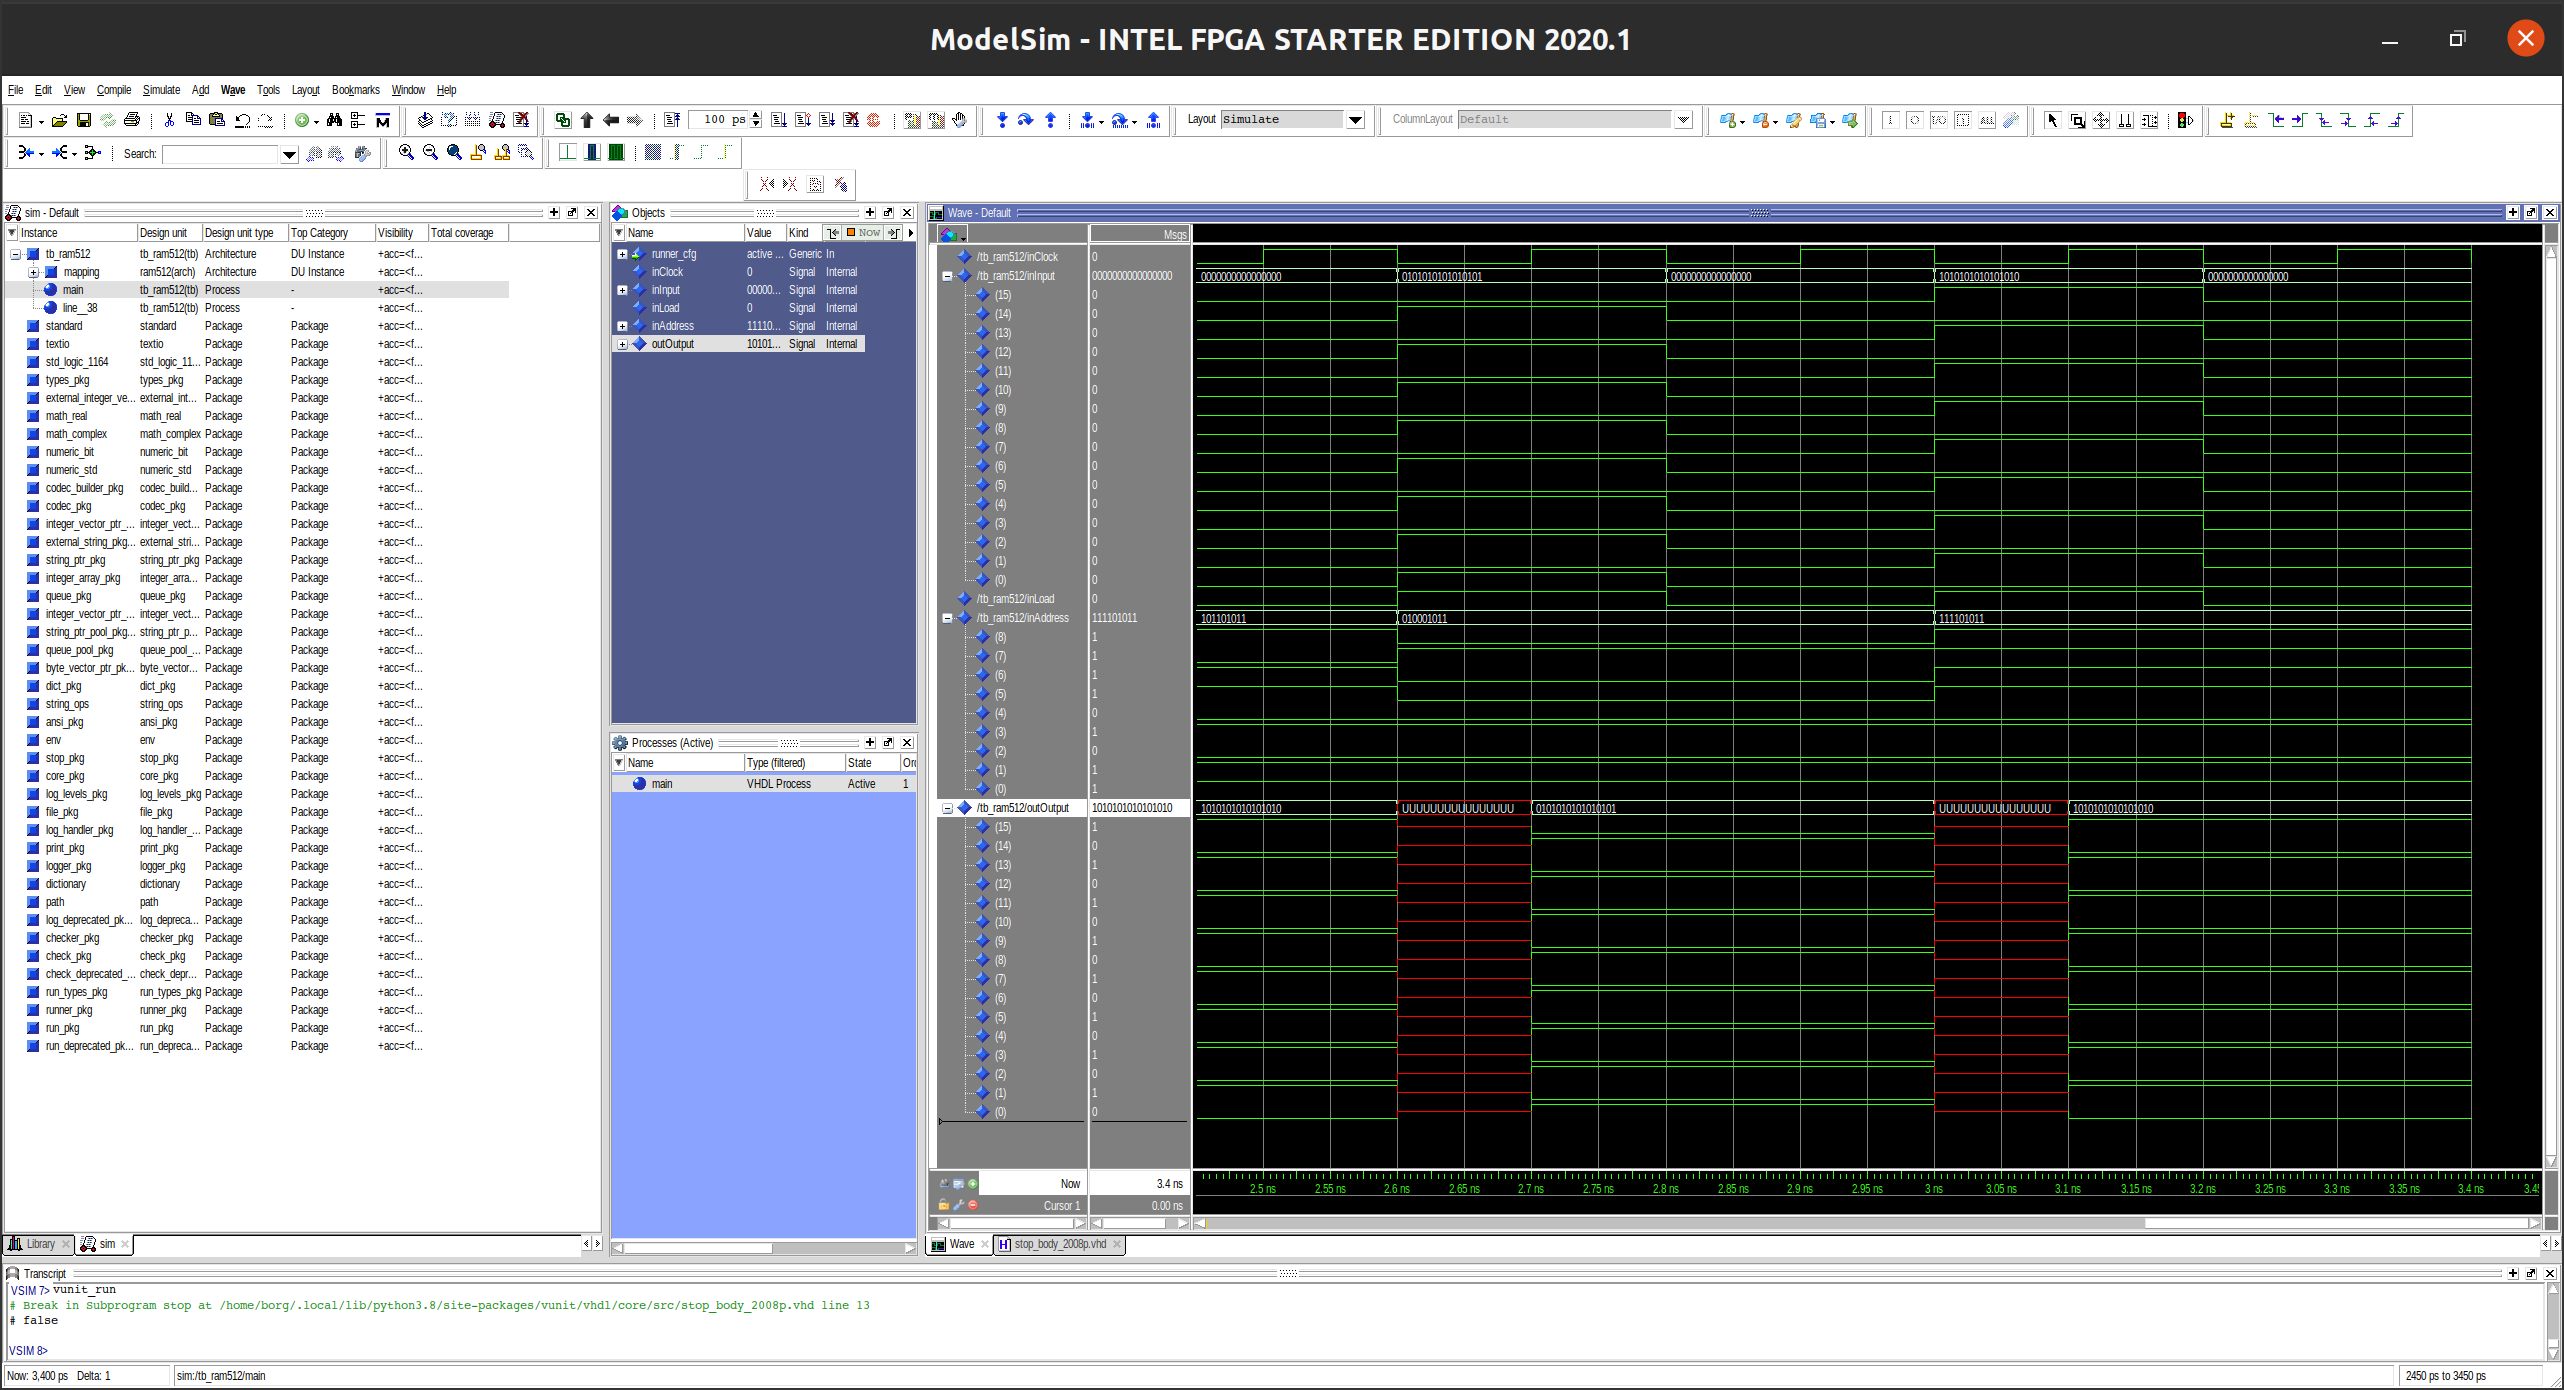 ModelSim - INTEL FPGA STARTER EDITION 2020.1
File Edit View Compile Simulate Add Wave Tools Layout Bookmarks Window Help
100 ps Layout Simulate ColumnLayout Default
Search:
sim - Default
Instance Design unit Design unit type Top Category Visibility Total coverage
tb_ram512 tb_ram512(tb) Architecture DU Instance +acc=<f...
mapping ram512(arch) Architecture DU Instance +acc=<f...
main tb_ram512(tb) Process - +acc=<f...
line__38 tb_ram512(tb) Process - +acc=<f...
standard standard Package Package +acc=<f...
textio textio Package Package +acc=<f...
std_logic_1164 std_logic_11... Package Package +acc=<f...
types_pkg types_pkg Package Package +acc=<f...
external_integer_ve... external_int... Package Package +acc=<f...
math_real math_real Package Package +acc=<f...
math_complex math_complex Package Package +acc=<f...
numeric_bit numeric_bit Package Package +acc=<f...
numeric_std numeric_std Package Package +acc=<f...
codec_builder_pkg codec_build... Package Package +acc=<f...
codec_pkg codec_pkg Package Package +acc=<f...
integer_vector_ptr_... integer_vect... Package Package +acc=<f...
external_string_pkg... external_stri... Package Package +acc=<f...
string_ptr_pkg string_ptr_pkg Package Package +acc=<f...
integer_array_pkg integer_arra... Package Package +acc=<f...
queue_pkg queue_pkg Package Package +acc=<f...
integer_vector_ptr_... integer_vect... Package Package +acc=<f...
string_ptr_pool_pkg... string_ptr_p... Package Package +acc=<f...
queue_pool_pkg queue_pool_... Package Package +acc=<f...
byte_vector_ptr_pk... byte_vector... Package Package +acc=<f...
dict_pkg dict_pkg Package Package +acc=<f...
string_ops string_ops Package Package +acc=<f...
ansi_pkg ansi_pkg Package Package +acc=<f...
env env Package Package +acc=<f...
stop_pkg stop_pkg Package Package +acc=<f...
core_pkg core_pkg Package Package +acc=<f...
log_levels_pkg log_levels_pkg Package Package +acc=<f...
file_pkg file_pkg Package Package +acc=<f...
log_handler_pkg log_handler_... Package Package +acc=<f...
print_pkg print_pkg Package Package +acc=<f...
logger_pkg logger_pkg Package Package +acc=<f...
dictionary dictionary Package Package +acc=<f...
path path Package Package +acc=<f...
log_deprecated_pk... log_depreca... Package Package +acc=<f...
checker_pkg checker_pkg Package Package +acc=<f...
check_pkg check_pkg Package Package +acc=<f...
check_deprecated_... check_depr... Package Package +acc=<f...
run_types_pkg run_types_pkg Package Package +acc=<f...
runner_pkg runner_pkg Package Package +acc=<f...
run_pkg run_pkg Package Package +acc=<f...
run_deprecated_pk... run_depreca... Package Package +acc=<f...
Library sim
Objects
Name Value Kind Now
runner_cfg active ... Generic In
inClock 0 Signal Internal
inInput 00000... Signal Internal
inLoad 0 Signal Internal
inAddress 11110... Signal Internal
outOutput 10101... Signal Internal
Processes (Active)
Name Type (filtered) State Orc
main VHDL Process Active 1
Wave - Default
Msgs
/tb_ram512/inClock 0
/tb_ram512/inInput 0000000000000000 0000000000000000 0101010101010101 0000000000000000 1010101010101010 0000000000000000
(15) 0
(14) 0
(13) 0
(12) 0
(11) 0
(10) 0
(9) 0
(8) 0
(7) 0
(6) 0
(5) 0
(4) 0
(3) 0
(2) 0
(1) 0
(0) 0
/tb_ram512/inLoad 0
/tb_ram512/inAddress 111101011 101101011 010001011 111101011
(8) 1
(7) 1
(6) 1
(5) 1
(4) 0
(3) 1
(2) 0
(1) 1
(0) 1
/tb_ram512/outOutput 1010101010101010 1010101010101010 UUUUUUUUUUUUUUUU 0101010101010101 UUUUUUUUUUUUUUUU 1010101010101010
(15) 1
(14) 0
(13) 1
(12) 0
(11) 1
(10) 0
(9) 1
(8) 0
(7) 1
(6) 0
(5) 1
(4) 0
(3) 1
(2) 0
(1) 1
(0) 0
Now 3.4 ns 2.5 ns 2.55 ns 2.6 ns 2.65 ns 2.7 ns 2.75 ns 2.8 ns 2.85 ns 2.9 ns 2.95 ns 3 ns 3.05 ns 3.1 ns 3.15 ns 3.2 ns 3.25 ns 3.3 ns 3.35 ns 3.4 ns
Cursor 1 0.00 ns
Wave stop_body_2008p.vhd
Transcript
VSIM 7> vunit_run
# Break in Subprogram stop at /home/borg/.local/lib/python3.8/site-packages/vunit/vhdl/core/src/stop_body_2008p.vhd line 13
# false
VSIM 8>
Now: 3,400 ps Delta: 1 sim:/tb_ram512/main 2450 ps to 3450 ps